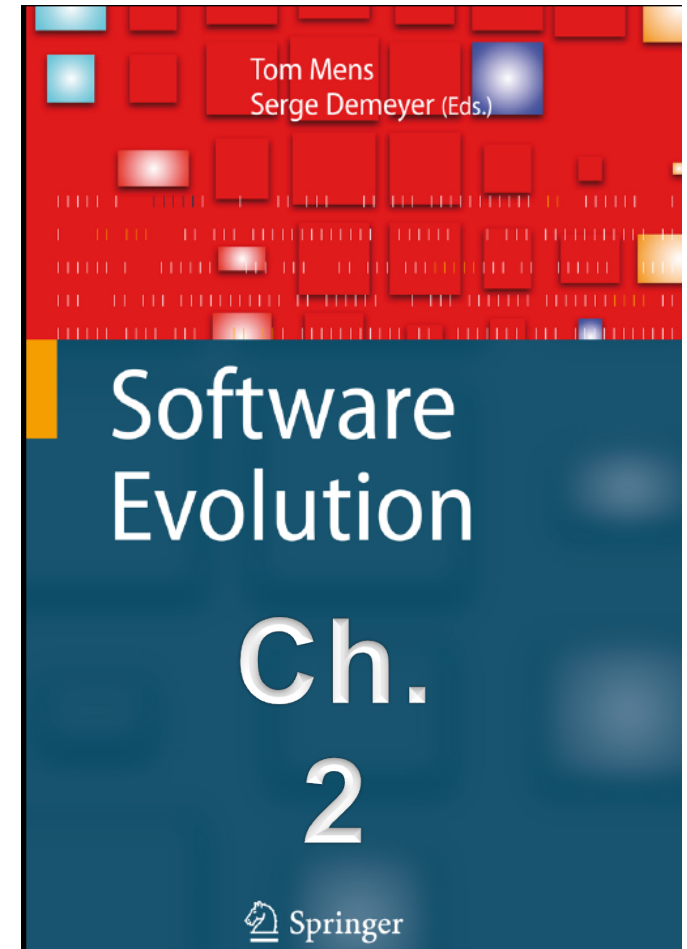 Tom Mens
Serge Demeyer (Eds.)
Software
Evolution
Ch.
2
Springer